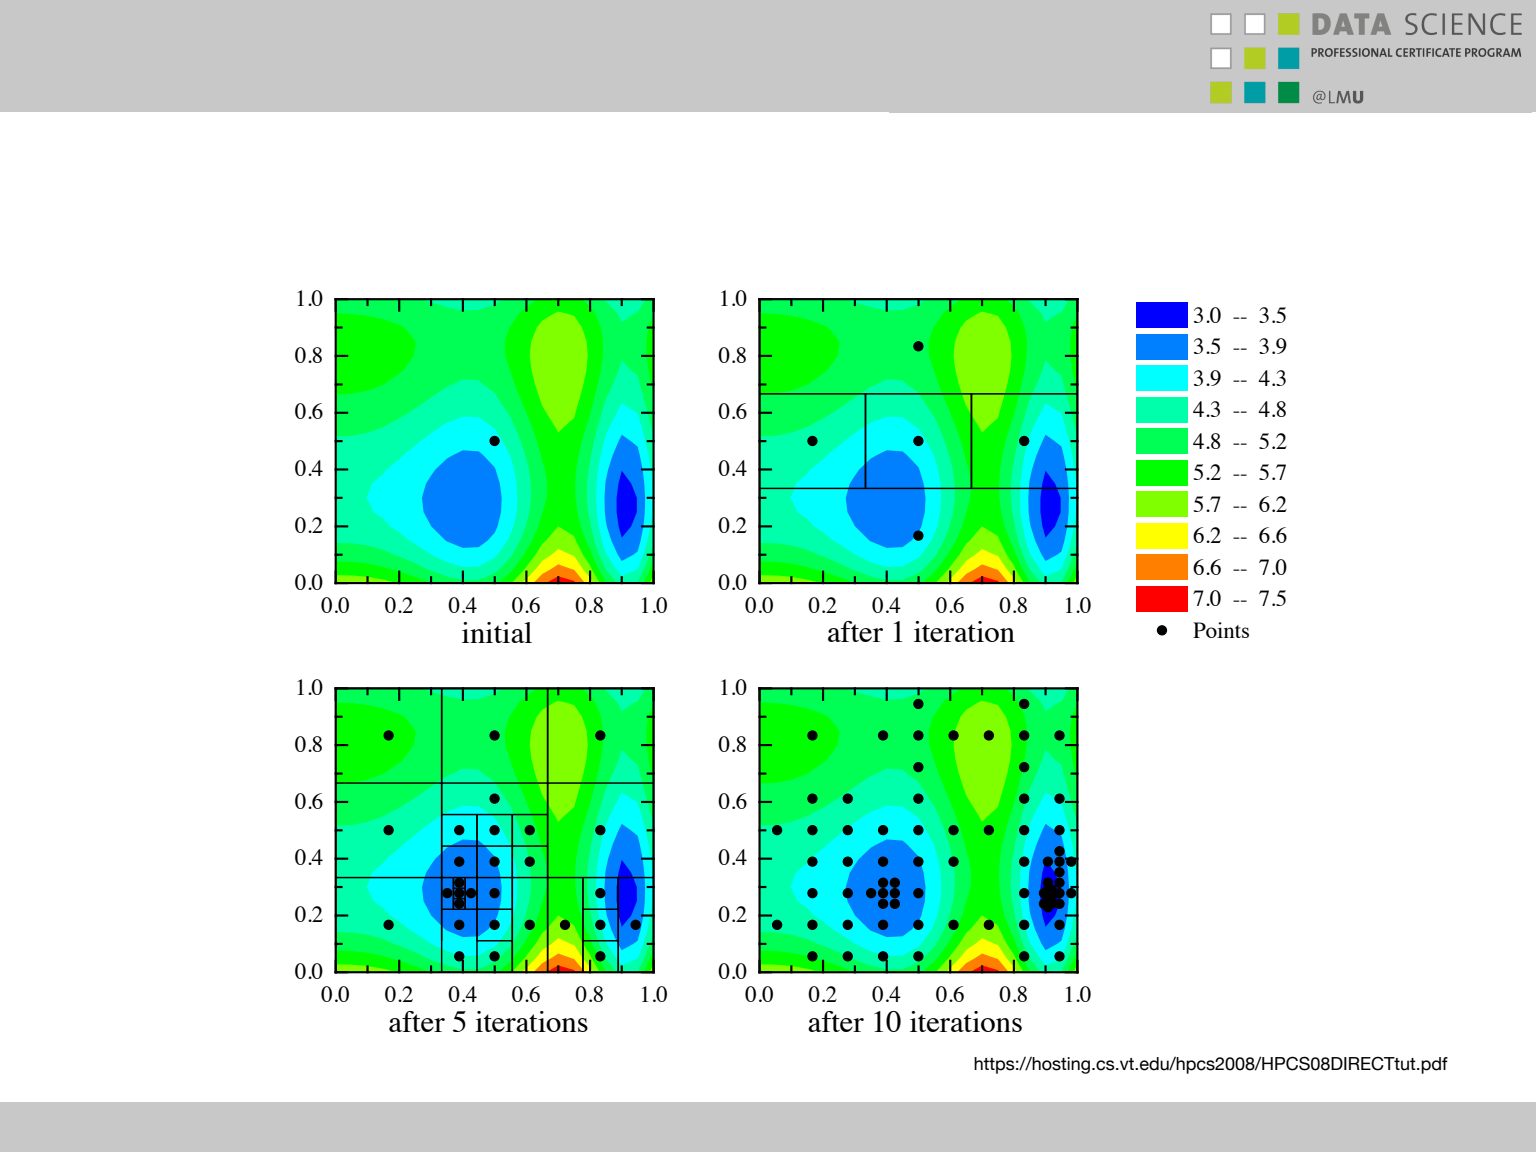 DATA SCIENCE
PROFESSIONAL CERTIFICATE PROGRAM
@LMU
1.0
0.8
0.6
0.4
0.2
0.0
0.0 0.2 0.4 0.6 0.8 1.0
initial
1.0
0.8
0.6
0.4
0.2
0.0
0.0 0.2 0.4 0.6 0.8 1.0
after 1 iteration
3.0 -- 3.5
3.5 -- 3.9
3.9 -- 4.3
4.3 -- 4.8
4.8 -- 5.2
5.2 -- 5.7
5.7 -- 6.2
6.2 -- 6.6
6.6 -- 7.0
7.0 -- 7.5
Points
1.0
0.8
0.6
0.4
0.2
0.0
0.0 0.2 0.4 0.6 0.8 1.0
after 5 iterations
1.0
0.8
0.6
0.4
0.2
0.0
0.0 0.2 0.4 0.6 0.8 1.0
after 10 iterations
https://hosting.cs.vt.edu/hpcs2008/HPCS08DIRECTtut.pdf